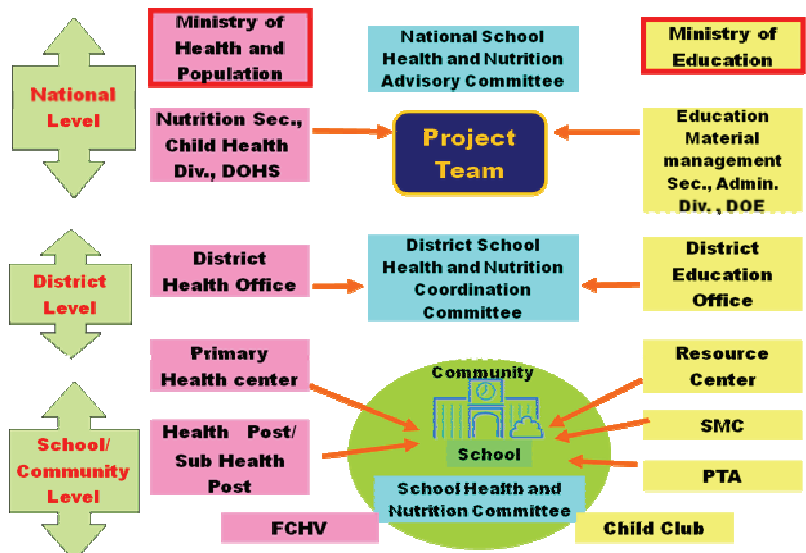 National
Level
Ministry of
Health and
Population
National School
Health and Nutrition
Advisory Committee
Ministry of
Education
Nutrition Sec.,
Child Health
Div., DOHS
Project
Team
Education
Material
management
Sec., Admin.
Div. , DOE
District
Level
District
Health Office
District School
Health and Nutrition
Coordination
Committee
District
Education
Office
School/
Community
Level
Primary
Health center
Health Post/
Sub Health
Post
FCHV
Community
School
School Health and
Nutrition Committee
Resource
Center
SMC
PTA
Child Club